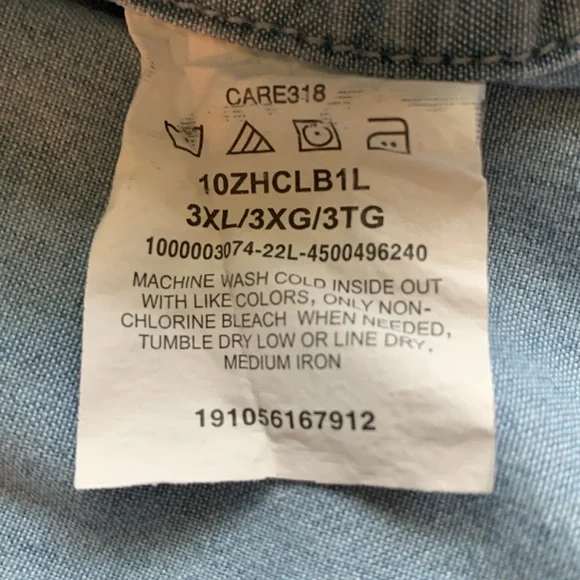 CARE318
10ZHCLB1L
3XL/3XG/3TG
1000003074-22L-4500496240
MACHINE WASH COLD INSIDE OUT
WITH LIKE COLORS, ONLY NON-
CHLORINE BLEACH WHEN NEEDED,
TUMBLE DRY LOW OR LINE DRY,
MEDIUM IRON
191056167912